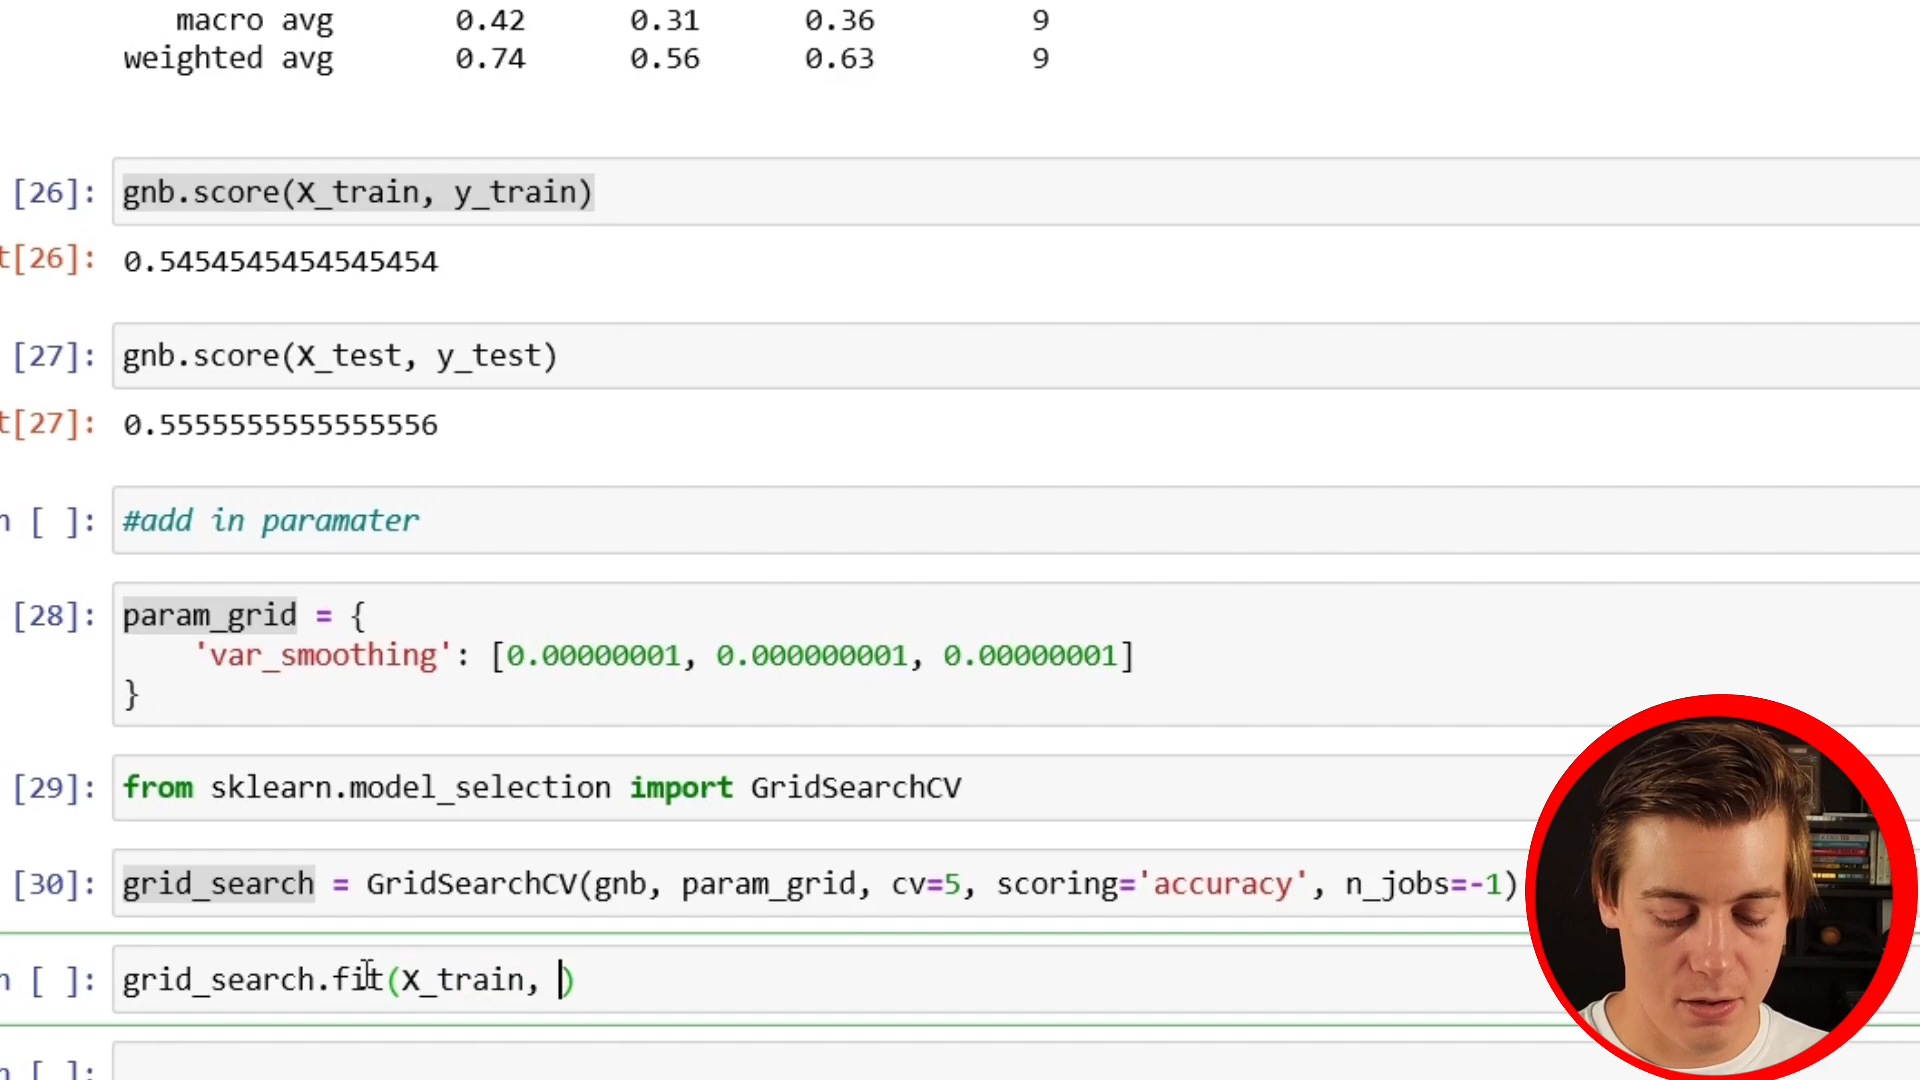 macro avg 0.42 0.31 0.36 9
weighted avg 0.74 0.56 0.63 9
[26]: gnb.score(X_train, y_train)
t[26]: 0.5454545454545454
[27]: gnb.score(X_test, y_test)
t[27]: 0.5555555555555556
n [ ]: #add in paramater
[28]: param_grid = {
'var_smoothing': [0.00000001, 0.000000001, 0.00000001]
}
[29]: from sklearn.model_selection import GridSearchCV
[30]: grid_search = GridSearchCV(gnb, param_grid, cv=5, scoring='accuracy', n_jobs=-1)
n [ ]: grid_search.fit(X_train, )
n [ ]: